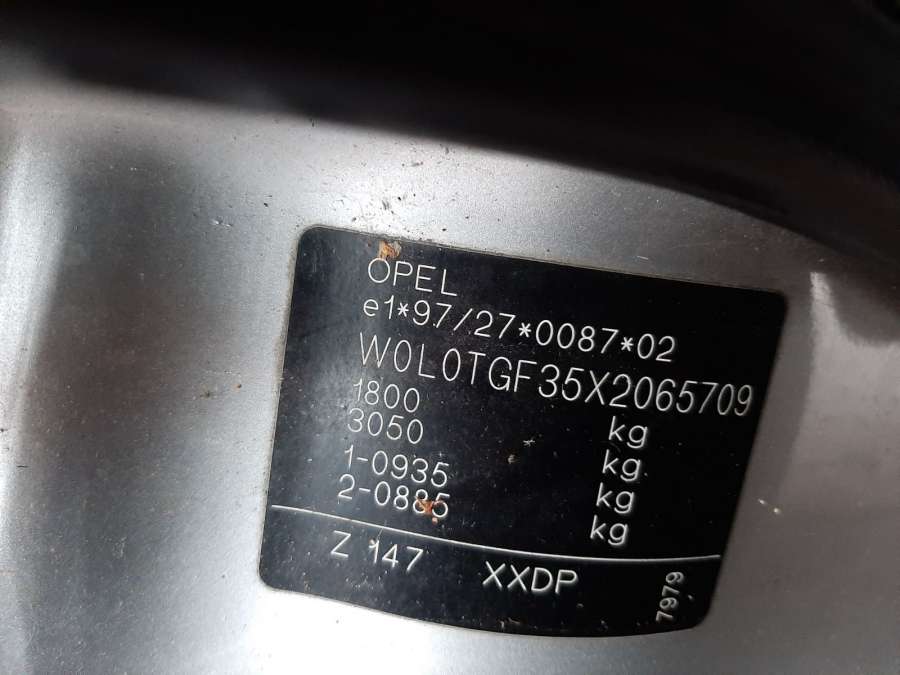 OPEL
e1*97/27*0087*02
W0L0TGF35X2065709
1800 kg
3050 kg
1-0935 kg
2-0885 kg
Z 147 XXDP
7979